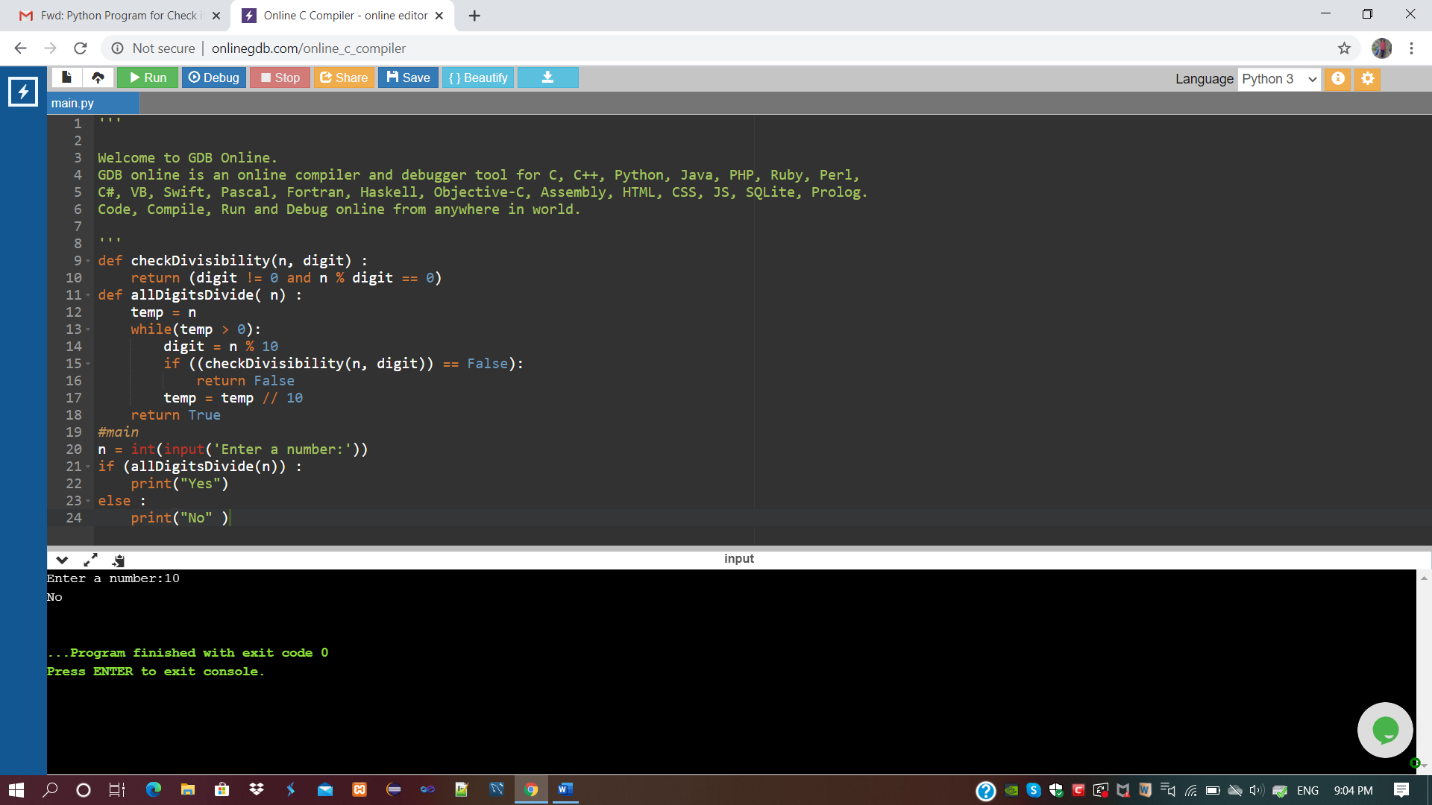 Fwd: Python Program for Check i
Online C Compiler - online editor
Not secure | onlinegdb.com/online_c_compiler
Run Debug Stop Share Save { } Beautify
Language Python 3
main.py
1 '''
2
3 Welcome to GDB Online.
4 GDB online is an online compiler and debugger tool for C, C++, Python, Java, PHP, Ruby, Perl,
5 C#, VB, Swift, Pascal, Fortran, Haskell, Objective-C, Assembly, HTML, CSS, JS, SQLite, Prolog.
6 Code, Compile, Run and Debug online from anywhere in world.
7
8 '''
9 def checkDivisibility(n, digit) :
10     return (digit != 0 and n % digit == 0)
11 def allDigitsDivide( n) :
12     temp = n
13     while(temp > 0):
14         digit = n % 10
15         if ((checkDivisibility(n, digit)) == False):
16             return False
17         temp = temp // 10
18     return True
19 #main
20 n = int(input('Enter a number:'))
21 if (allDigitsDivide(n)) :
22     print("Yes")
23 else :
24     print("No" )
input
Enter a number:10
No
...Program finished with exit code 0
Press ENTER to exit console.
ENG 9:04 PM